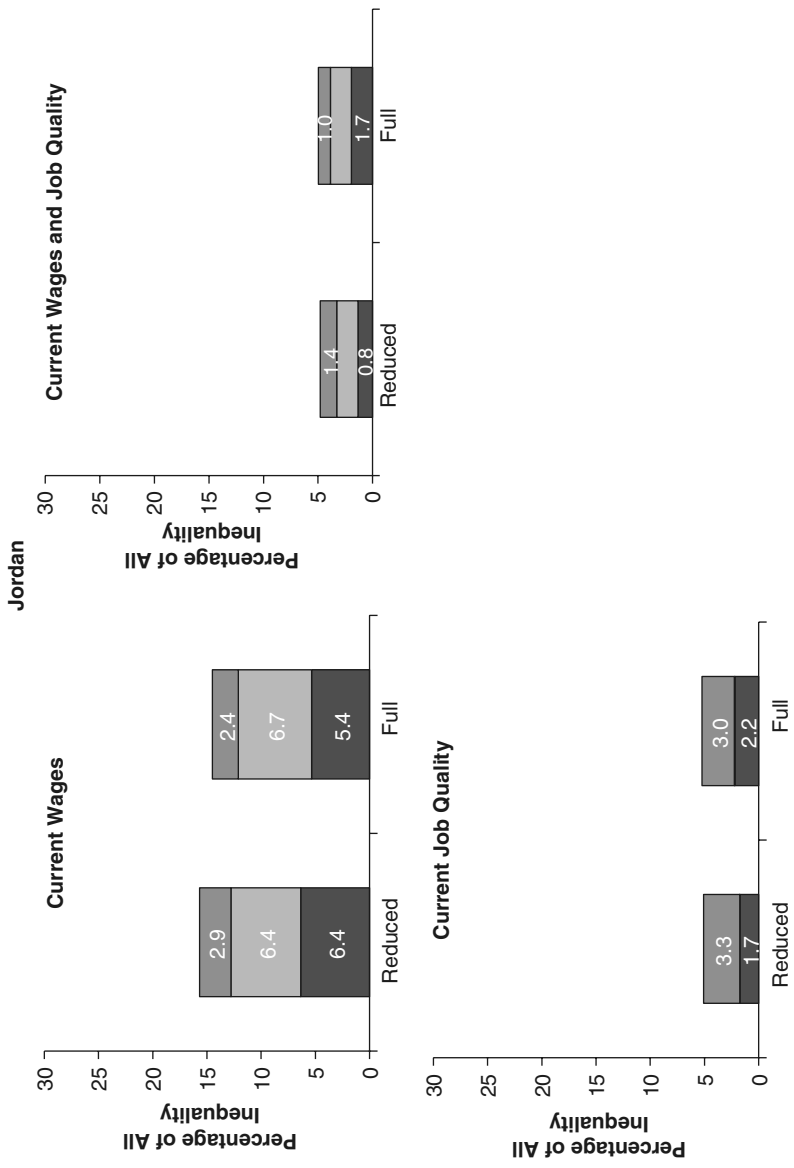 Jordan
Current Wages
Percentage of All
Inequality
30
25
20
15
10
5
0
2.9
6.4
6.4
2.4
6.7
5.4
Reduced
Full
Current Wages and Job Quality
Percentage of All
Inequality
30
25
20
15
10
5
0
1.4
0.8
1.0
1.7
Reduced
Full
Current Job Quality
Percentage of All
Inequality
30
25
20
15
10
5
0
3.3
1.7
3.0
2.2
Reduced
Full